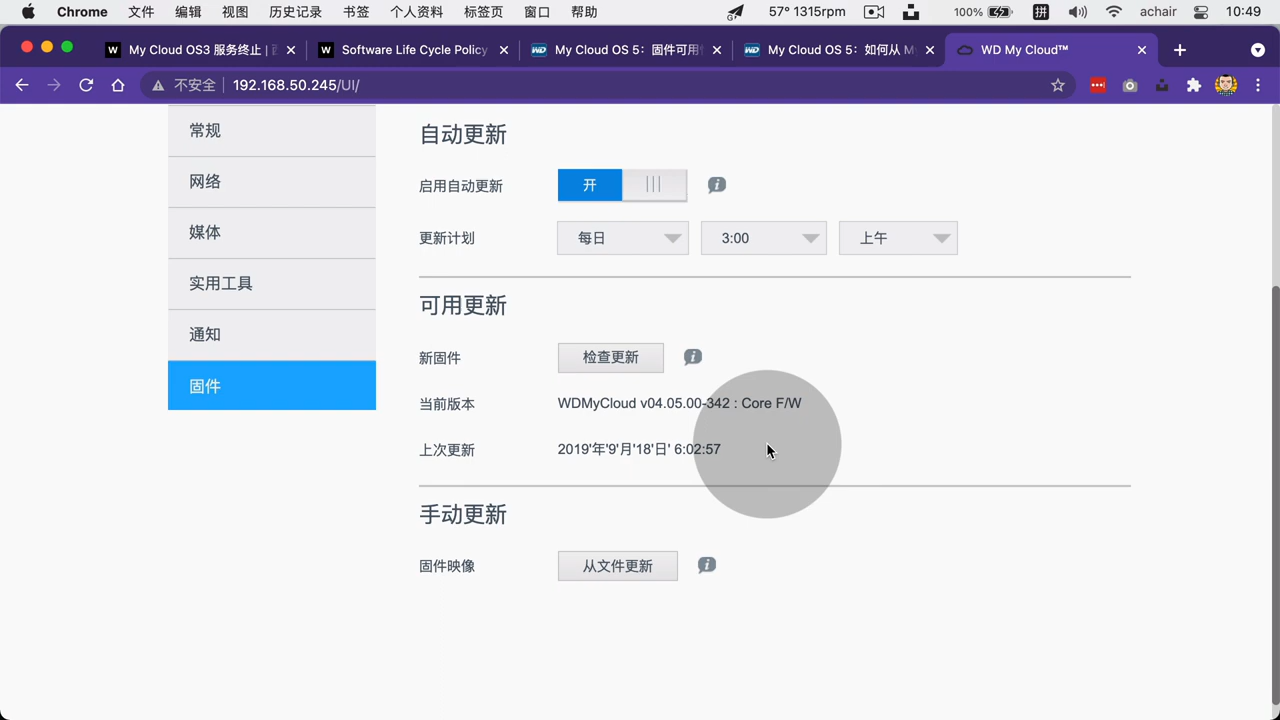 Chrome 文件 编辑 视图 历史记录 书签 个人资料 标签页 窗口 帮助 57° 1315rpm 100% 拼 achair 10:49
W My Cloud OS3 服务终止 | W Software Life Cycle Policy WD My Cloud OS 5：固件可用 WD My Cloud OS 5：如何从 M WD My Cloud™
不安全 192.168.50.245/UI/
常规
网络
媒体
实用工具
通知
固件
自动更新
启用自动更新 开
更新计划 每日 3:00 上午
可用更新
新固件 检查更新
当前版本 WDMyCloud v04.05.00-342 : Core F/W
上次更新 2019'年'9'月'18'日' 6:02:57
手动更新
固件映像 从文件更新